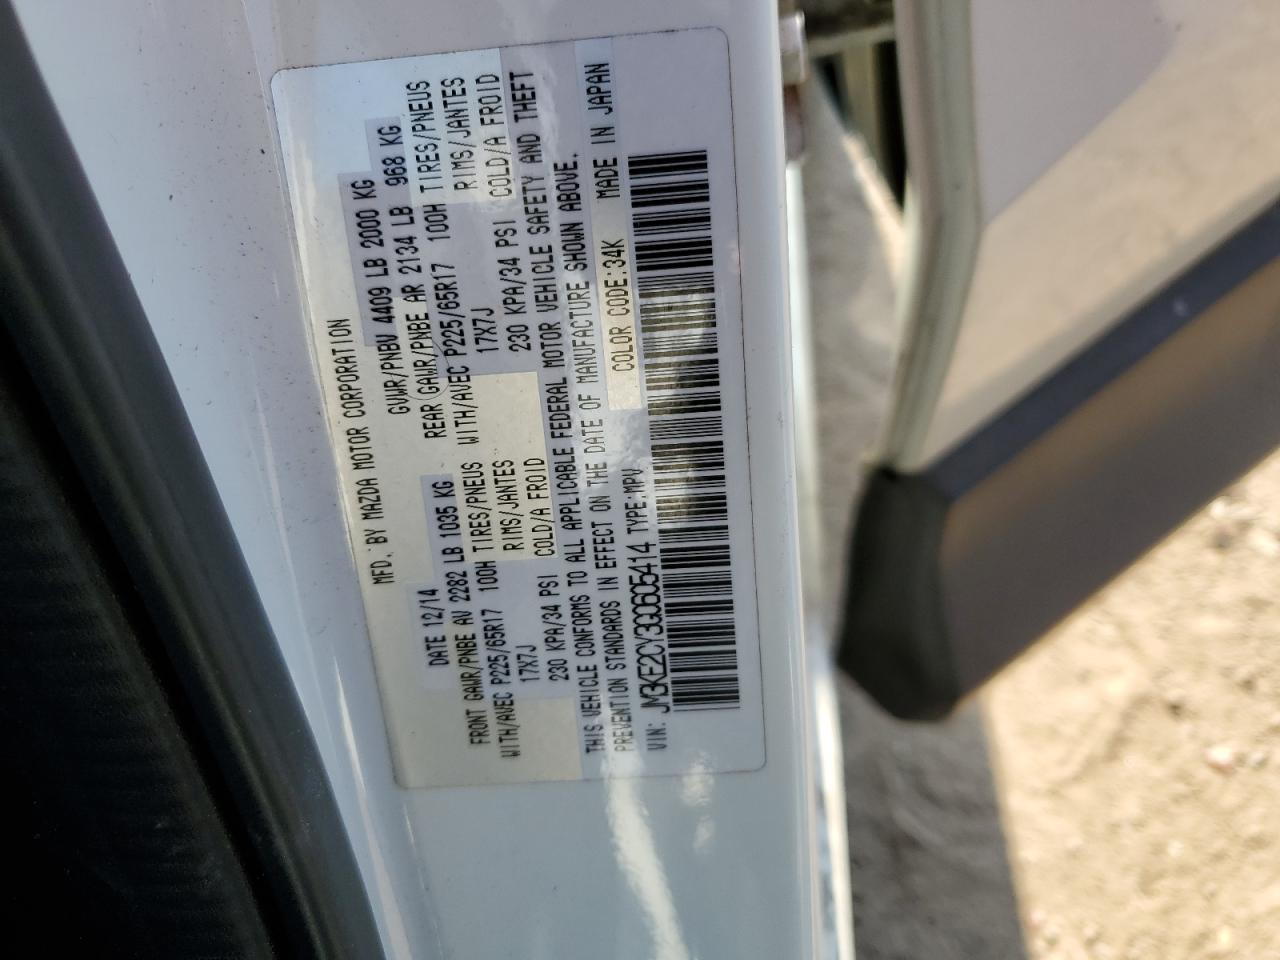 MFD. BY MAZDA MOTOR CORPORATION
DATE 12/14 GVWR/PNBV 4409 LB 2000 KG
FRONT GAWR/PNBE AV 2282 LB 1035 KG REAR GAWR/PNBE AR 2134 LB 968 KG
WITH/AVEC P225/65R17 100H TIRES/PNEUS WITH/AVEC P225/65R17 100H TIRES/PNEUS
17X7J RIMS/JANTES 17X7J RIMS/JANTES
230 KPA/34 PSI COLD/A FROID 230 KPA/34 PSI COLD/A FROID
THIS VEHICLE CONFORMS TO ALL APPLICABLE FEDERAL MOTOR VEHICLE SAFETY AND THEFT
PREVENTION STANDARDS IN EFFECT ON THE DATE OF MANUFACTURE SHOWN ABOVE.
VIN: JM3KE2CY3G0605414 TYPE:MPV COLOR CODE:34K MADE IN JAPAN